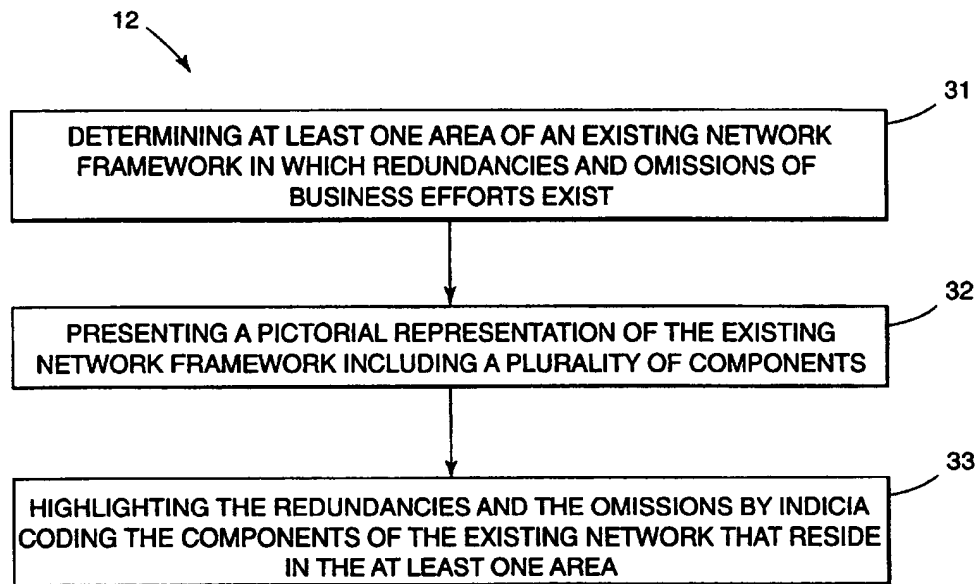 12
31
DETERMINING AT LEAST ONE AREA OF AN EXISTING NETWORK
FRAMEWORK IN WHICH REDUNDANCIES AND OMISSIONS OF
BUSINESS EFFORTS EXIST
32
PRESENTING A PICTORIAL REPRESENTATION OF THE EXISTING
NETWORK FRAMEWORK INCLUDING A PLURALITY OF COMPONENTS
33
HIGHLIGHTING THE REDUNDANCIES AND THE OMISSIONS BY INDICIA
CODING THE COMPONENTS OF THE EXISTING NETWORK THAT RESIDE
IN THE AT LEAST ONE AREA